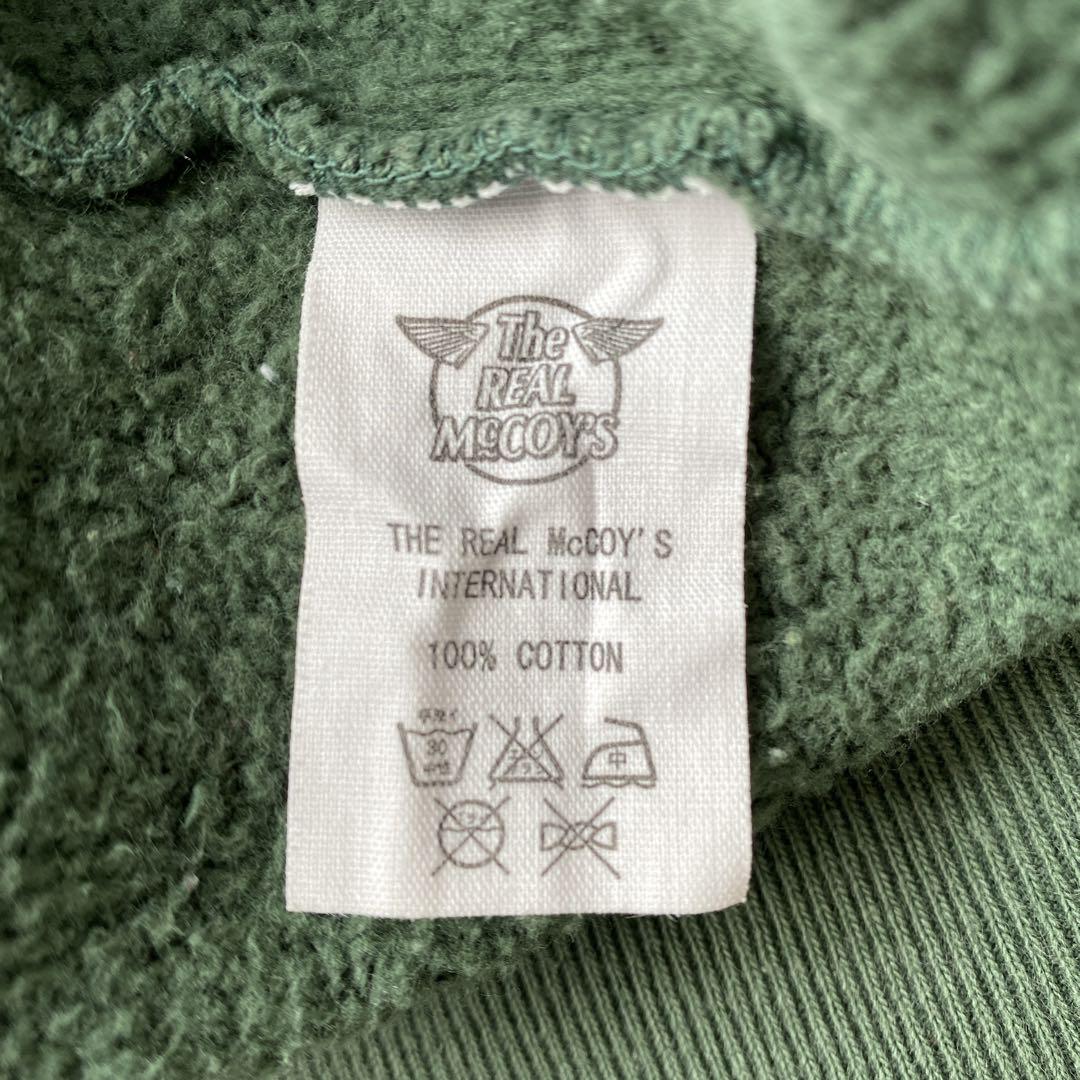 The
REAL
McCOY'S
THE REAL McCOY'S
INTERNATIONAL
100% COTTON
30
中